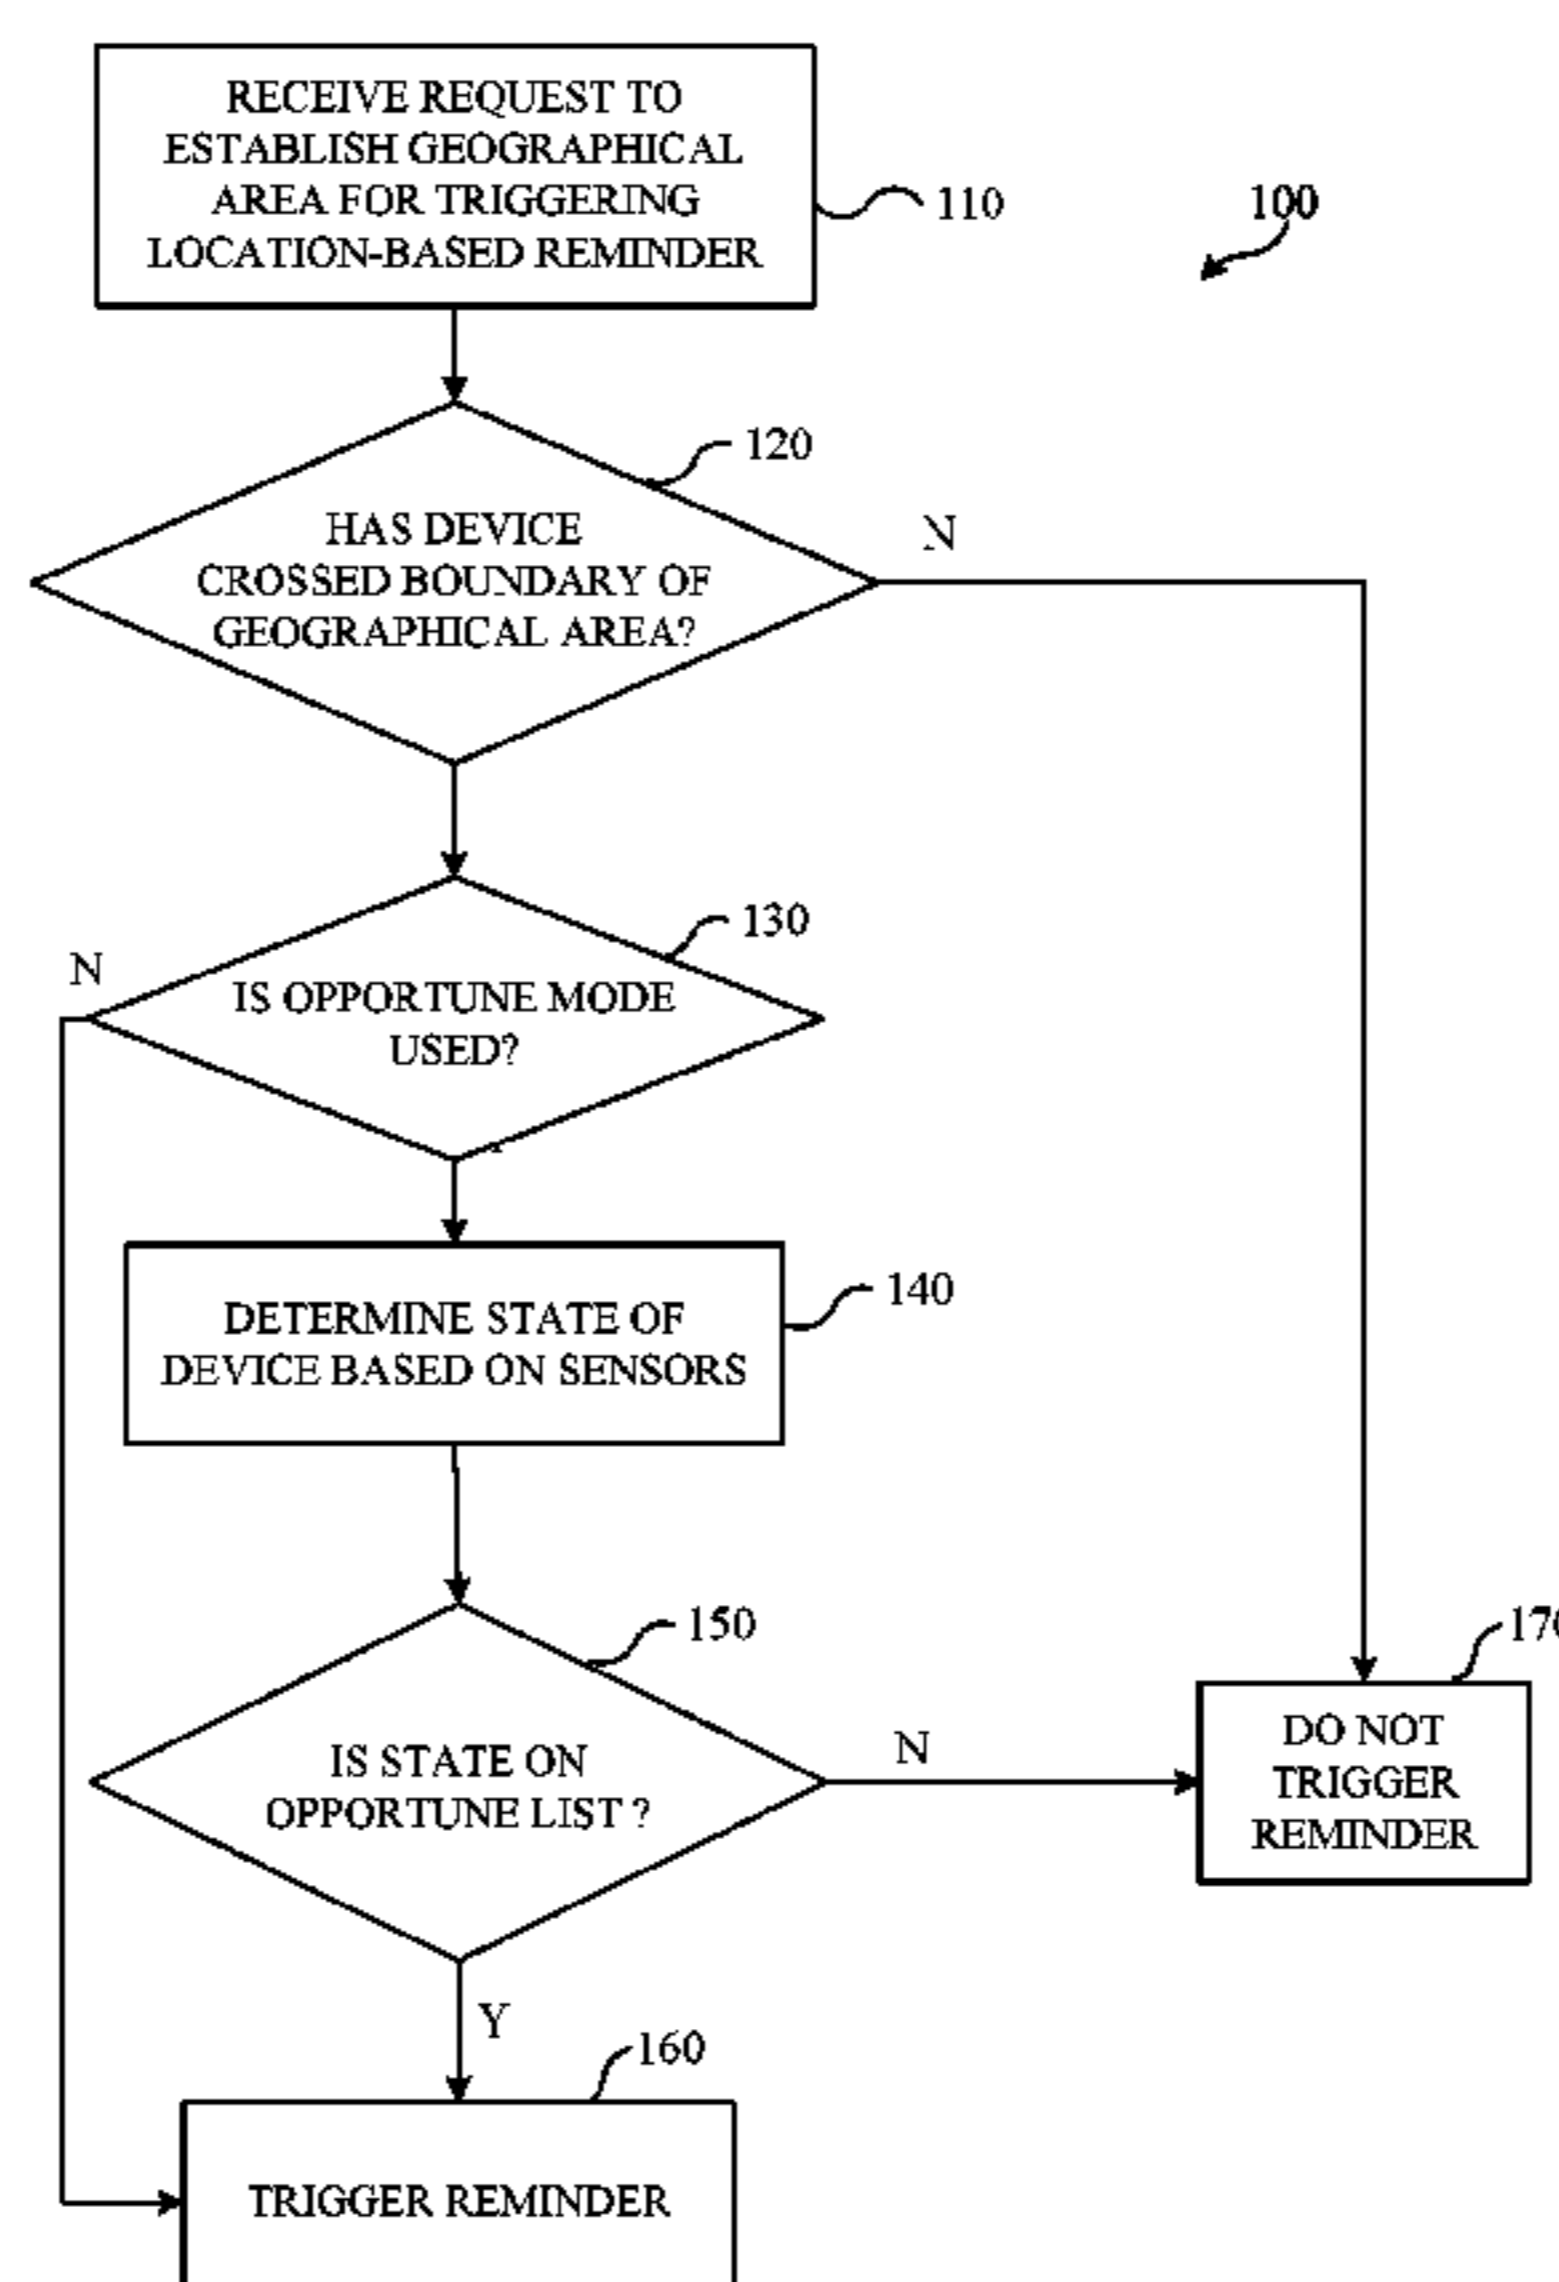 RECEIVE REQUEST TO
ESTABLISH GEOGRAPHICAL
AREA FOR TRIGGERING
LOCATION-BASED REMINDER
110
100
120
HAS DEVICE
CROSSED BOUNDARY OF
GEOGRAPHICAL AREA?
N
130
N
IS OPPORTUNE MODE
USED?
140
DETERMINE STATE OF
DEVICE BASED ON SENSORS
150
IS STATE ON
OPPORTUNE LIST ?
N
170
DO NOT
TRIGGER
REMINDER
Y
160
TRIGGER REMINDER